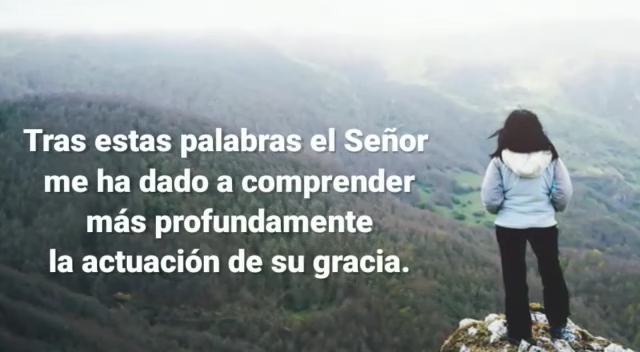 Tras estas palabras el Señor
me ha dado a comprender
más profundamente
la actuación de su gracia.